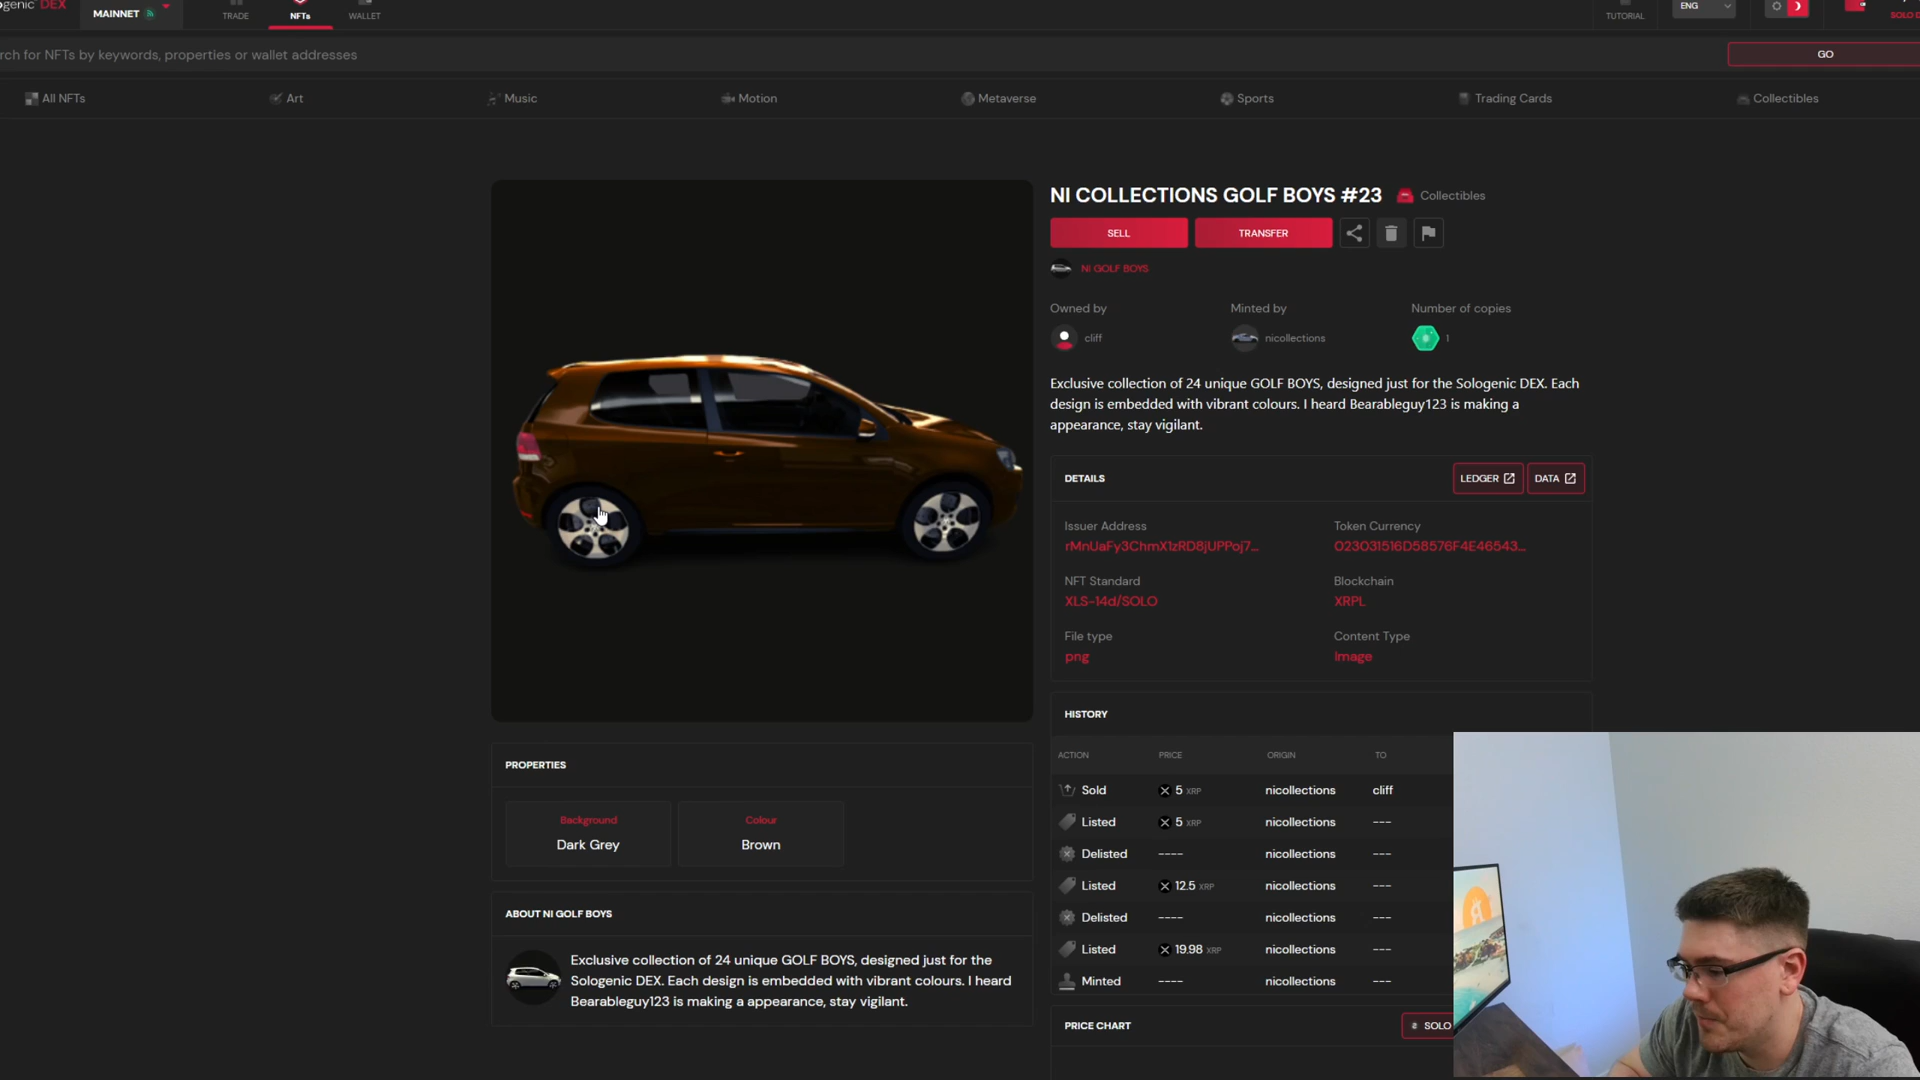 ogenic DEX
MAINNET
TRADE
NFTs
WALLET
TUTORIAL
ENG
SOLO D
rch for NFTs by keywords, properties or wallet addresses
GO
All NFTs
Art
Music
Motion
Metaverse
Sports
Trading Cards
Collectibles
NI COLLECTIONS GOLF BOYS #23
Collectibles
SELL
TRANSFER
NI GOLF BOYS
Owned by
Minted by
Number of copies
cliff
nicollections
1
Exclusive collection of 24 unique GOLF BOYS, designed just for the Sologenic DEX. Each
design is embedded with vibrant colours. I heard Bearableguy123 is making a
appearance, stay vigilant.
DETAILS
LEDGER
DATA
Issuer Address
Token Currency
rMnUaFy3ChrnX1zRD8jUPPoj7...
023031516D58576F4E46543...
NFT Standard
Blockchain
XLS-14d/SOLO
XRPL
File type
Content Type
png
Image
HISTORY
ACTION PRICE ORIGIN TO
Sold 5 XRP nicollections cliff
Listed 5 XRP nicollections ---
Delisted ---- nicollections ---
Listed 12.5 XRP nicollections ---
Delisted ---- nicollections ---
Listed 19.98 XRP nicollections ---
Minted ---- nicollections ---
PRICE CHART
SOLO
PROPERTIES
Background
Dark Grey
Colour
Brown
ABOUT NI GOLF BOYS
Exclusive collection of 24 unique GOLF BOYS, designed just for the
Sologenic DEX. Each design is embedded with vibrant colours. I heard
Bearableguy123 is making a appearance, stay vigilant.